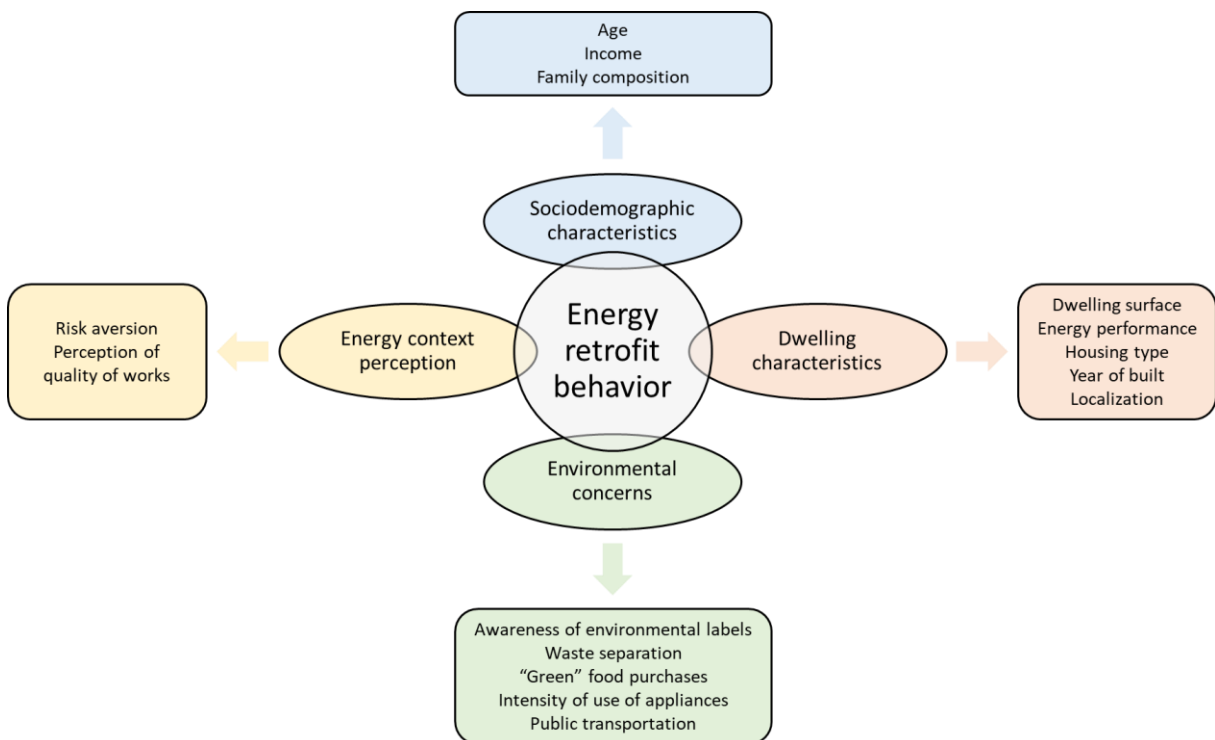 Age
Income
Family composition
Sociodemographic
characteristics
Risk aversion
Perception of
quality of works
Energy context
perception
Energy
retrofit
behavior
Dwelling
characteristics
Dwelling surface
Energy performance
Housing type
Year of built
Localization
Environmental
concerns
Awareness of environmental labels
Waste separation
“Green” food purchases
Intensity of use of appliances
Public transportation